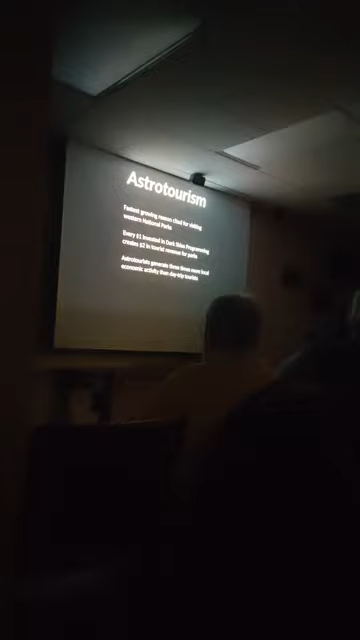 Astrotourism
Fastest growing reason cited for visiting
western National Parks
Every $1 invested in Dark Skies Programming
creates $2 in tourist revenue for parks
Astrotourists generate three times more local
economic activity than day-trip tourists